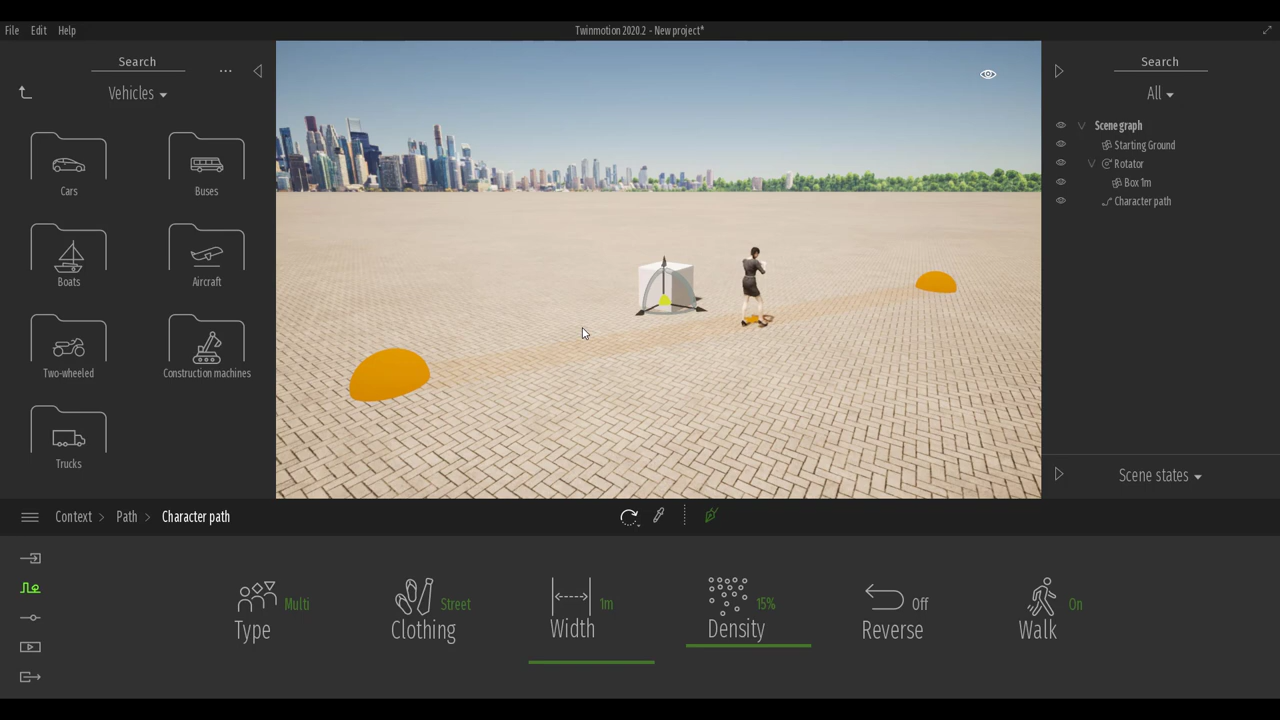 File Edit Help
Twinmotion 2020.2 - New project*
Search
...
Vehicles
Cars
Buses
Boats
Aircraft
Two-wheeled
Construction machines
Trucks
Search
All
Scene graph
Starting Ground
Rotator
Box 1m
Character path
Scene states
Context > Path > Character path
Multi
Type
Street
Clothing
1m
Width
15%
Density
Off
Reverse
On
Walk